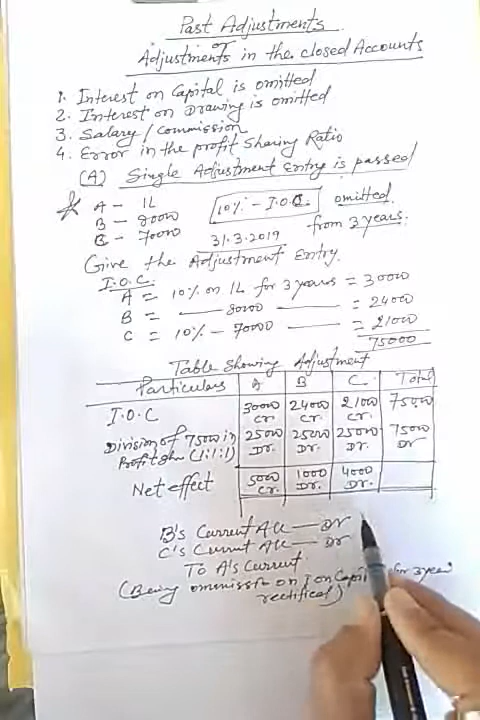 Past Adjustments
Adjustments in the closed Accounts
1. Interest on Capital is omitted
2. Interest on Drawing is omitted
3. Salary / Commission
4. Error in the profit Sharing Ratio
(A) Single Adjustment Entry is passed
A - 1L
B - 80000
C - 70000
10% - I.O.C. omitted
31.3.2019 from 3 years.
Give the Adjustment Entry.
I.O.C.
A = 10% on 1L for 3 years = 30000
B = — 80000 — = 24000
C = 10% - 70000 — = 21000
75000
Table Showing Adjustment
Particulars A B C Total
I.O.C 30000 Cr. 24000 Cr. 21000 Cr. 75000
Division of 75000 in Profit (1:1:1) 25000 Dr. 25000 Dr. 25000 Dr. 75000 Dr
Net effect 5000 Cr. 1000 Dr. 4000 Dr.
B's Current A/c — Dr
C's Current A/c — Dr
To A's Current
(Being ommission on I on Capi for 3 year
rectified)